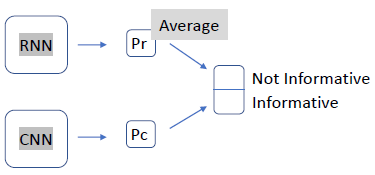 Average
RNN
Pr
Not Informative
Informative
CNN
Pc